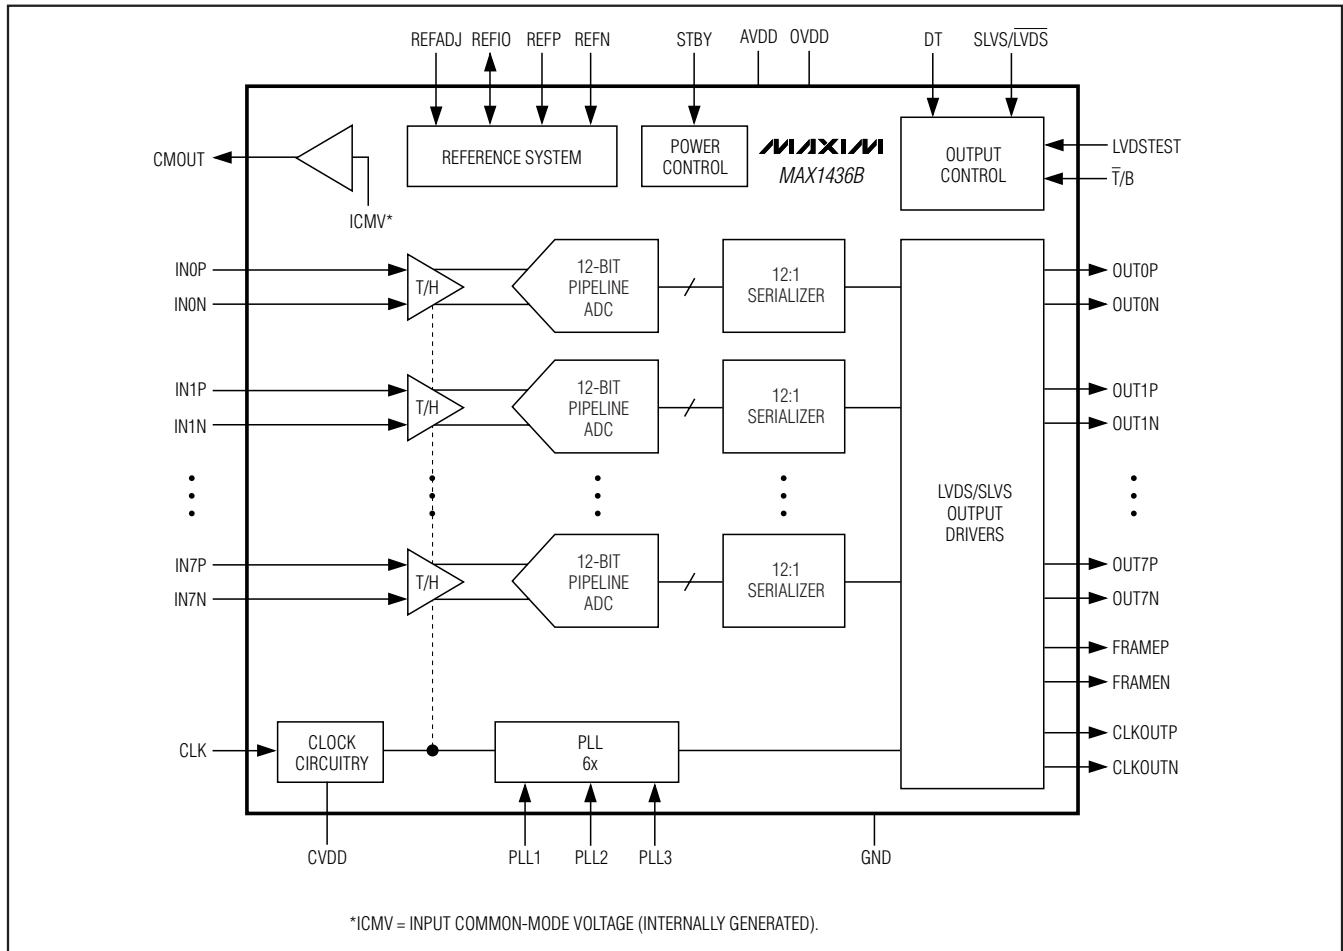 REFADJ REFIO REFP REFN STBY AVDD OVDD DT SLVS/L̅V̅D̅S̅
CMOUT
ICMV*
REFERENCE SYSTEM
POWER
CONTROL
MAXIM
MAX1436B
OUTPUT
CONTROL
LVDSTEST
T̅/B
IN0P
IN0N
T/H
12-BIT
PIPELINE
ADC
12:1
SERIALIZER
OUT0P
OUT0N
IN1P
IN1N
T/H
12-BIT
PIPELINE
ADC
12:1
SERIALIZER
OUT1P
OUT1N
LVDS/SLVS
OUTPUT
DRIVERS
IN7P
IN7N
T/H
12-BIT
PIPELINE
ADC
12:1
SERIALIZER
OUT7P
OUT7N
FRAMEP
FRAMEN
CLK
CLOCK
CIRCUITRY
PLL
6x
CLKOUTP
CLKOUTN
CVDD PLL1 PLL2 PLL3 GND
*ICMV = INPUT COMMON-MODE VOLTAGE (INTERNALLY GENERATED).